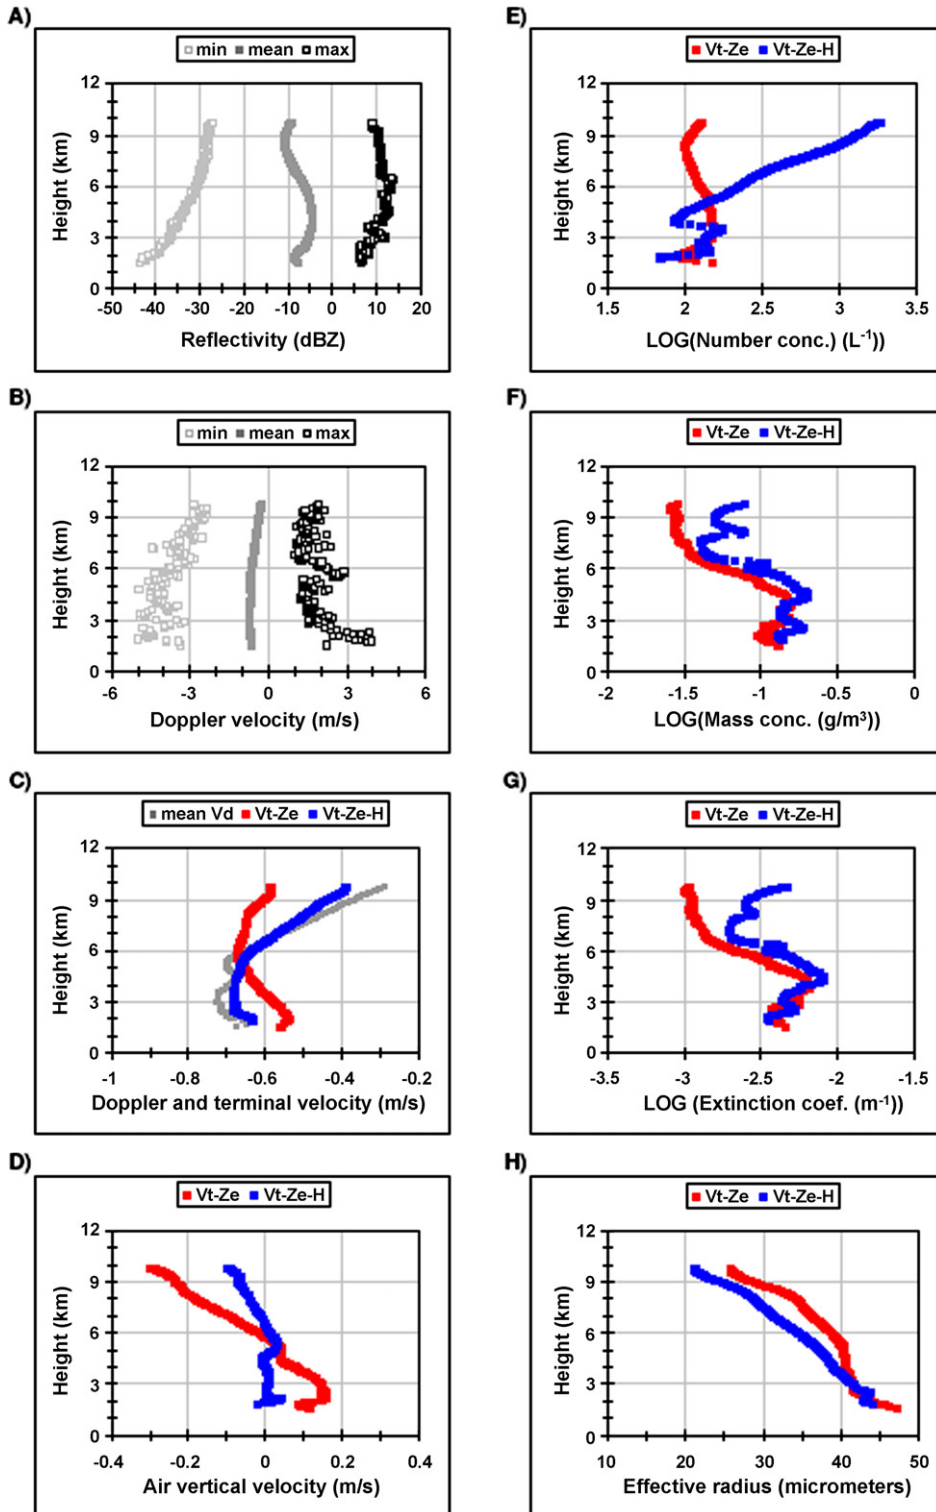 A)
min mean max
12
9
6
3
0
Height (km)
-50 -40 -30 -20 -10 0 10 20
Reflectivity (dBZ)
B)
min mean max
12
9
6
3
0
Height (km)
-6 -3 0 3 6
Doppler velocity (m/s)
C)
mean Vd Vt-Ze Vt-Ze-H
12
9
6
3
0
Height (km)
-1 -0.8 -0.6 -0.4 -0.2
Doppler and terminal velocity (m/s)
D)
Vt-Ze Vt-Ze-H
12
9
6
3
0
Height (km)
-0.4 -0.2 0 0.2 0.4
Air vertical velocity (m/s)
E)
Vt-Ze Vt-Ze-H
12
9
6
3
0
Height (km)
1.5 2 2.5 3 3.5
LOG(Number conc.) (L⁻¹))
F)
Vt-Ze Vt-Ze-H
12
9
6
3
0
Height (km)
-2 -1.5 -1 -0.5 0
LOG(Mass conc. (g/m³))
G)
Vt-Ze Vt-Ze-H
12
9
6
3
0
Height (km)
-3.5 -3 -2.5 -2 -1.5
LOG (Extinction coef. (m⁻¹))
H)
Vt-Ze Vt-Ze-H
12
9
6
3
0
Height (km)
10 20 30 40 50
Effective radius (micrometers)